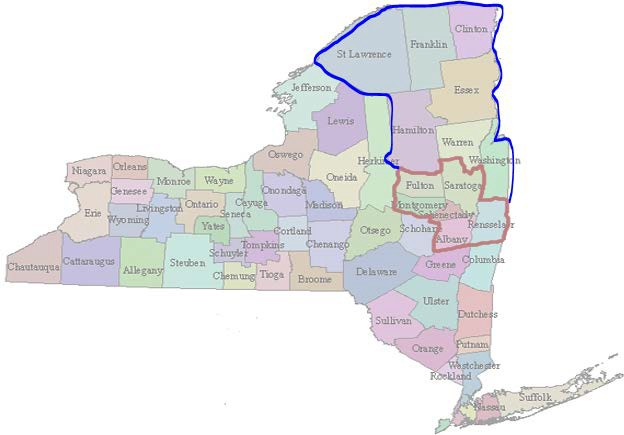 Clinton
St Lawrence
Franklin
Essex
Jefferson
Lewis
Hamilton
Warren
Washington
Oswego
Oneida
Herkimer
Fulton
Saratoga
Montgomery
Schenectady
Rensselaer
Albany
Schohar
Otsego
Niagara
Orleans
Monroe
Wayne
Genesee
Erie
Wyoming
Livingston
Ontario
Yates
Seneca
Cayuga
Onondaga
Madison
Cortland
Chenango
Tompkins
Schuyler
Chautauqua
Cattaraugus
Allegany
Steuben
Chemung
Tioga
Broome
Delaware
Greene
Columbia
Ulster
Dutchess
Sullivan
Orange
Putnam
Westchester
Rockland
Suffolk
Nassau